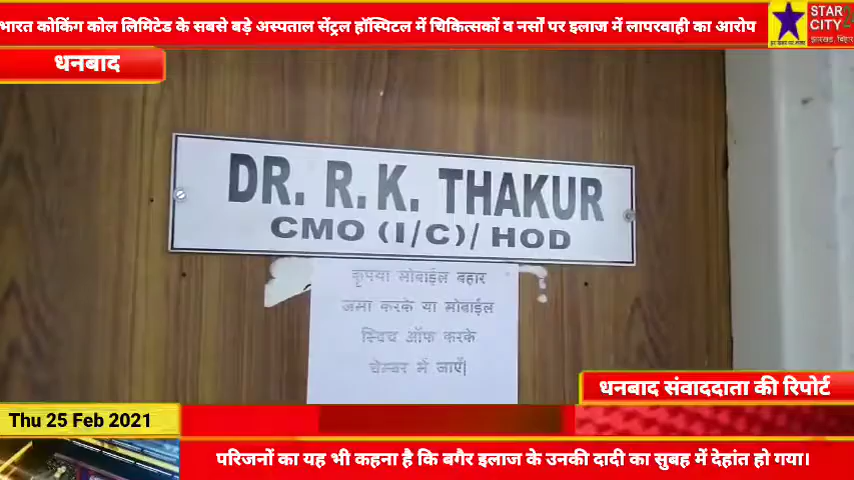 भारत कोकिंग कोल लिमिटेड के सबसे बड़े अस्पताल सेंट्रल हॉस्पिटल में चिकित्सकों व नर्सों पर इलाज में लापरवाही का आरोप
STAR
CITY
झारखंड, बिहार
धनबाद
DR. R.K. THAKUR
CMO (I/C)/ HOD
कृपया मोबाईल बहार
जमा करके या मोबाईल
स्विच ऑफ करके
चेम्बर में जाएँ|
धनबाद संवाददाता की रिपोर्ट
Thu 25 Feb 2021
परिजनों का यह भी कहना है कि बगैर इलाज के उनकी दादी का सुबह में देहांत हो गया।